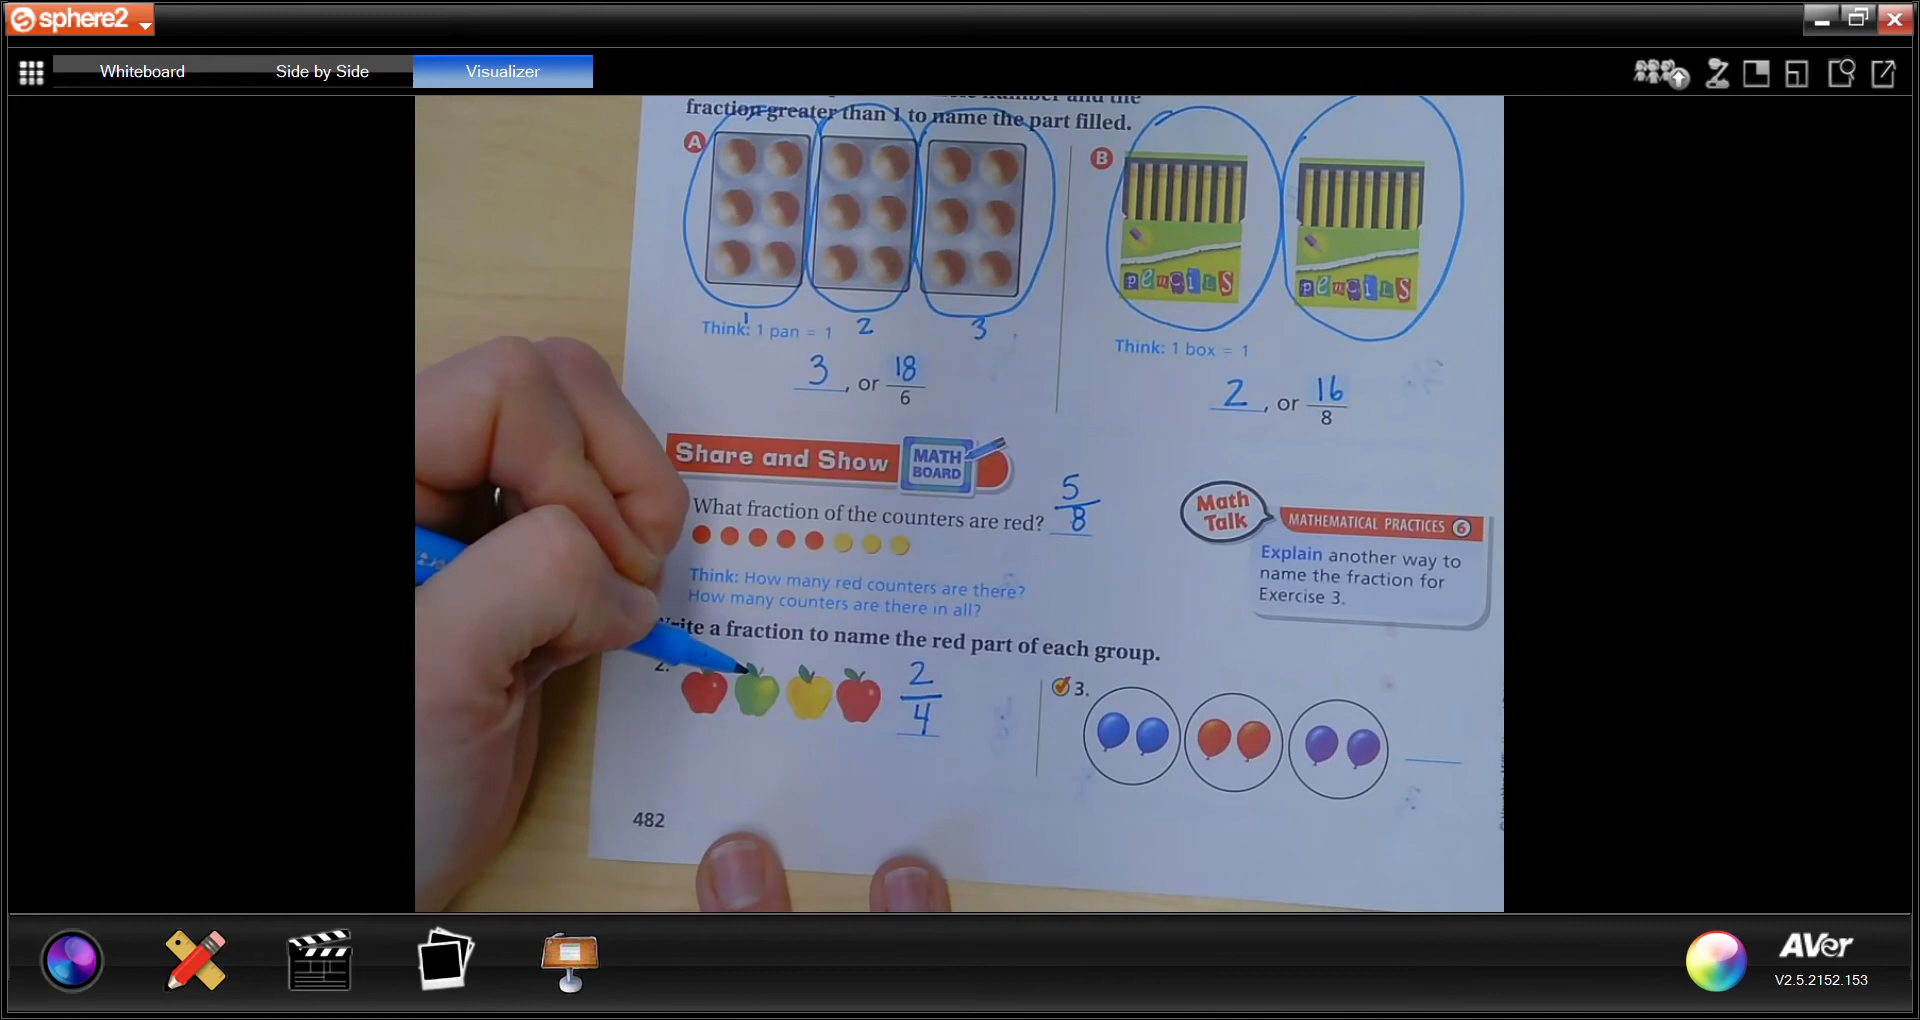 sphere2
Whiteboard
Side by Side
Visualizer
number and the
fraction greater than 1 to name the part filled.
A
B
PENCILS
PENCILS
1
2
3
Think: 1 pan = 1
Think: 1 box = 1
3, or 18/6
2, or 16/8
Share and Show
MATH
BOARD
What fraction of the counters are red?
5/8
Think: How many red counters are there?
How many counters are there in all?
Math
Talk
MATHEMATICAL PRACTICES 6
Explain another way to
name the fraction for
Exercise 3.
Write a fraction to name the red part of each group.
2.
2/4
3.
482
AVer
V2.5.2152.153